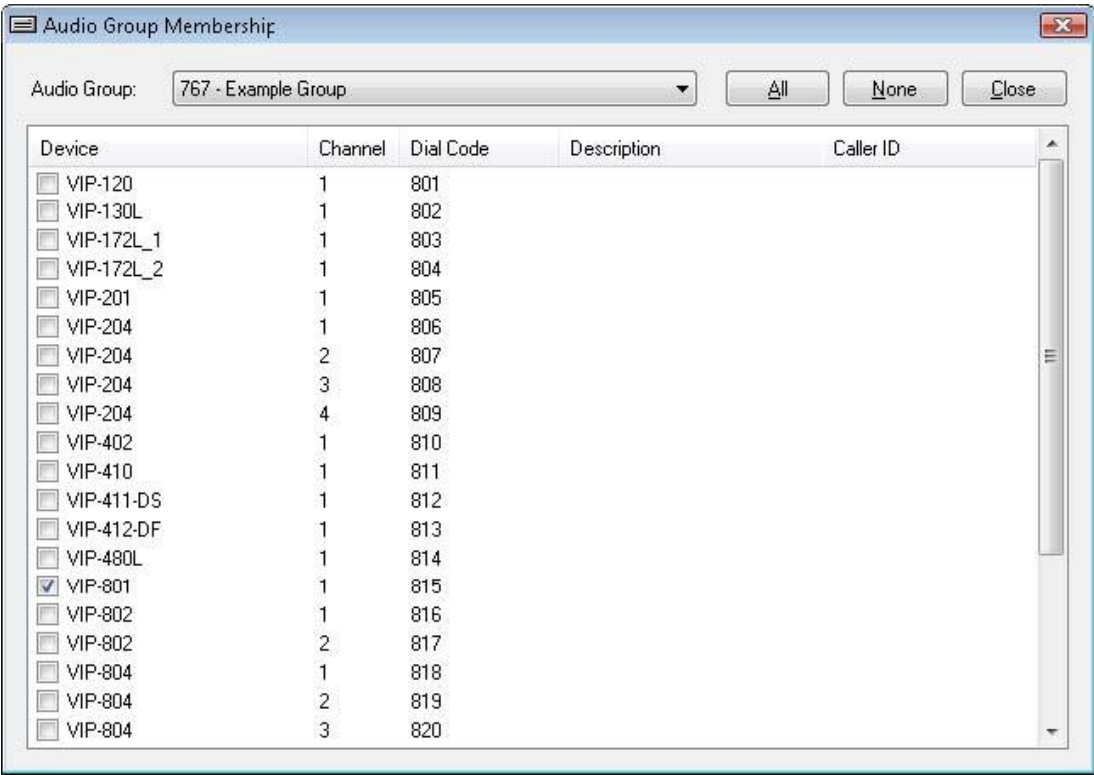 Audio Group Membership
Audio Group: 767 - Example Group All None Close
Device Channel Dial Code Description Caller ID
VIP-120 1 801
VIP-130L 1 802
VIP-172L_1 1 803
VIP-172L_2 1 804
VIP-201 1 805
VIP-204 1 806
VIP-204 2 807
VIP-204 3 808
VIP-204 4 809
VIP-402 1 810
VIP-410 1 811
VIP-411-DS 1 812
VIP-412-DF 1 813
VIP-480L 1 814
VIP-801 1 815
VIP-802 1 816
VIP-802 2 817
VIP-804 1 818
VIP-804 2 819
VIP-804 3 820